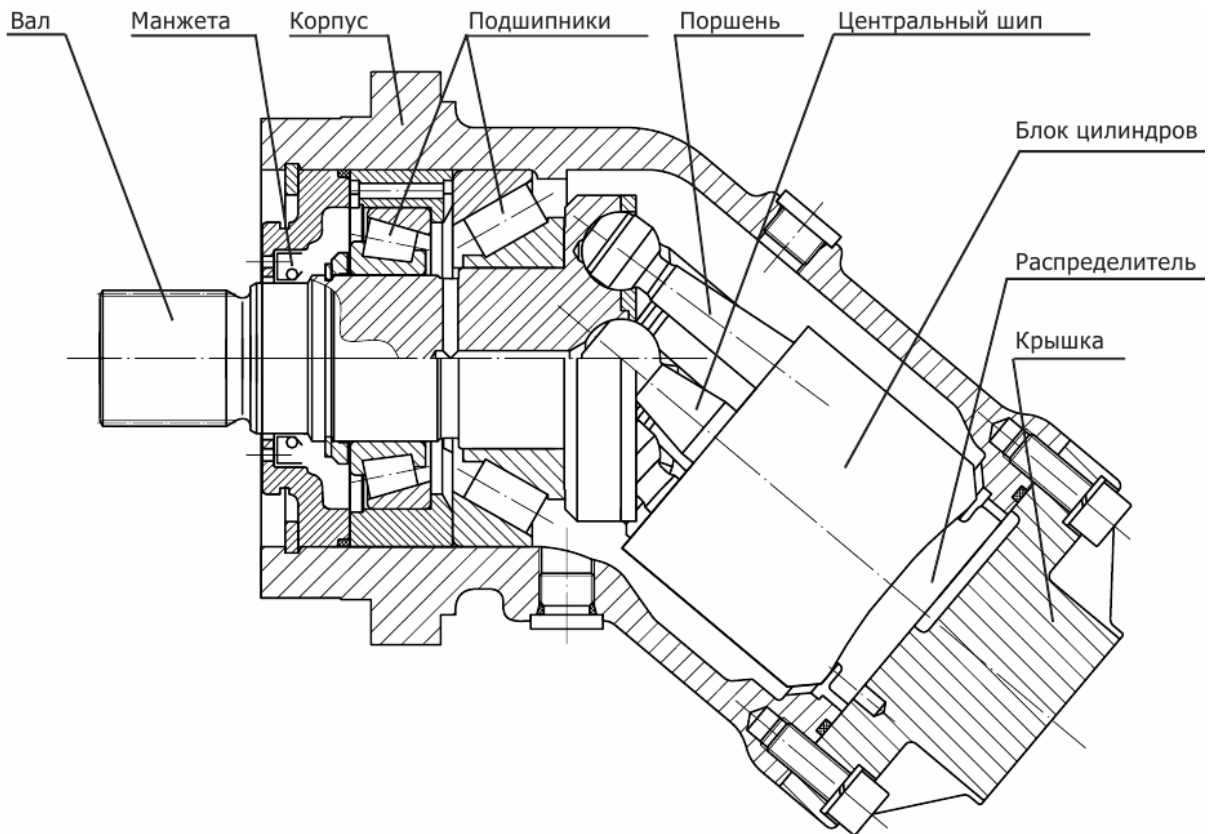 Вал
Манжета
Корпус
Подшипники
Поршень
Центральный шип
Блок цилиндров
Распределитель
Крышка